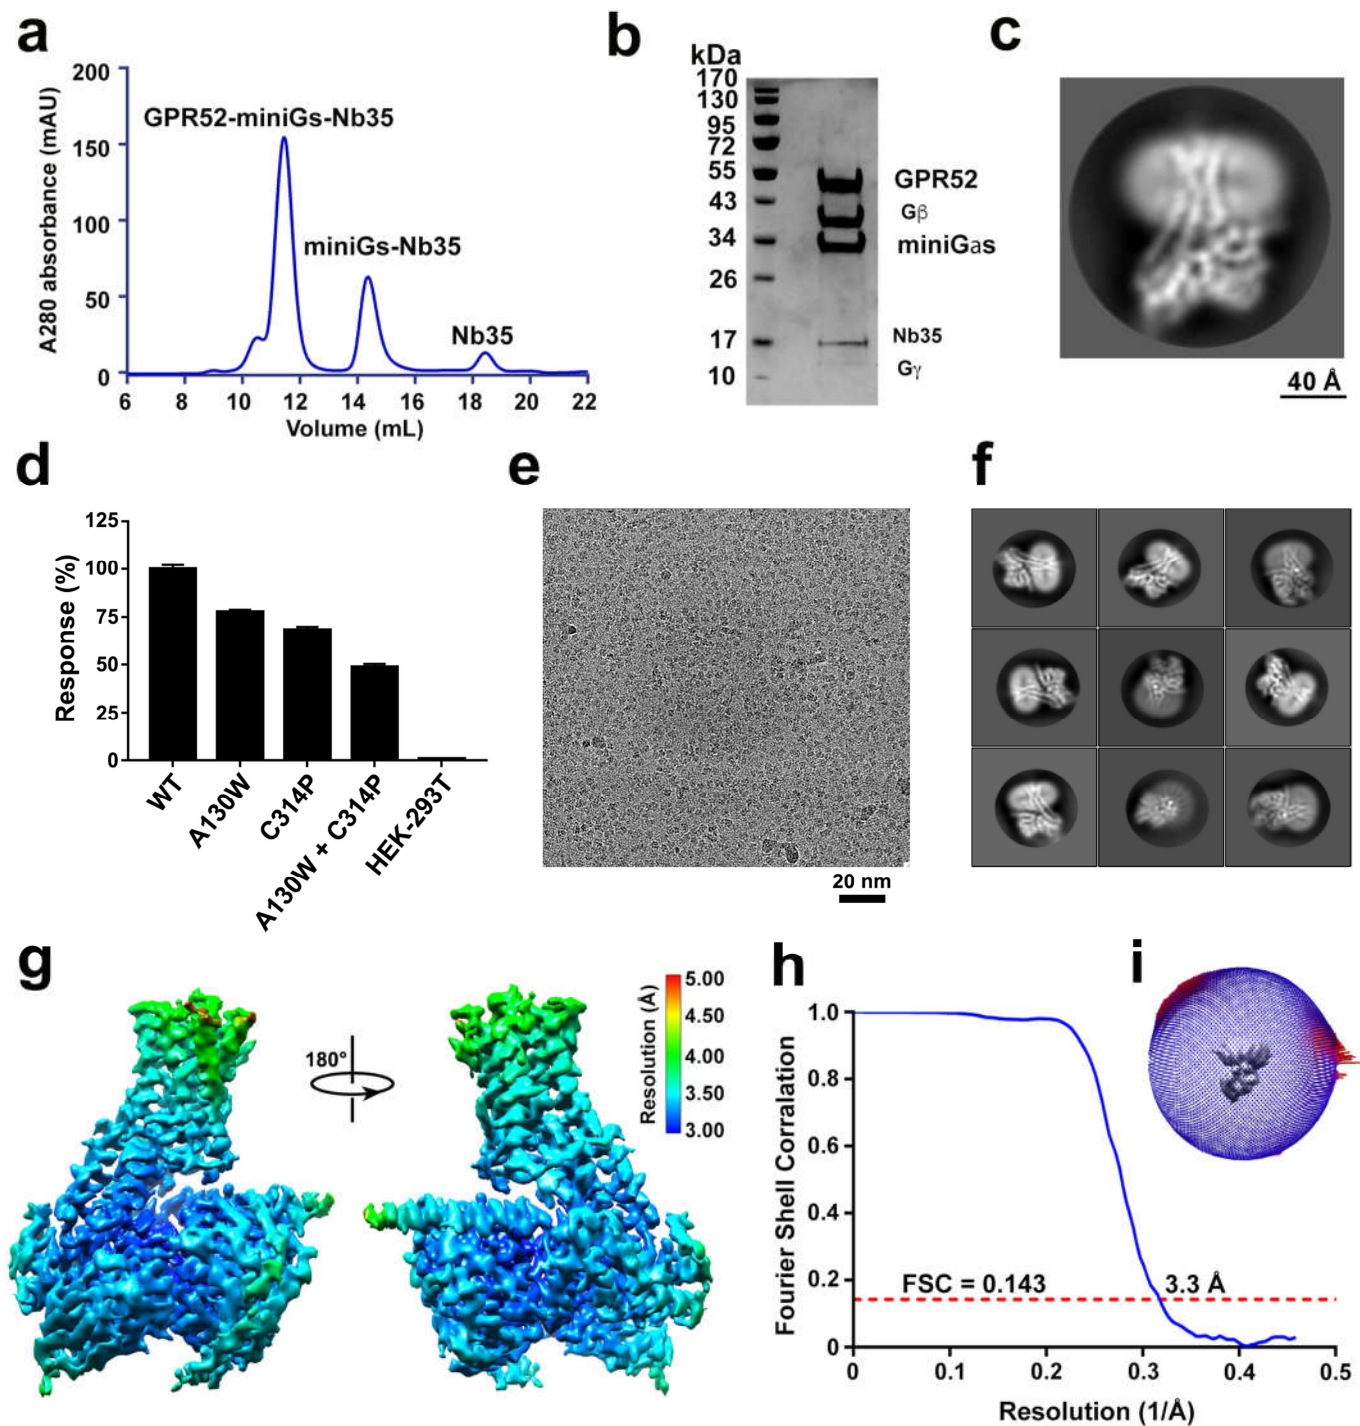 a
200
150
100
50
0
A280 absorbance (mAU)
GPR52-miniGs-Nb35
miniGs-Nb35
Nb35
6 8 10 12 14 16 18 20 22
Volume (mL)
b
kDa
170
130
95
72
55
43
34
26
17
10
GPR52
Gβ
miniGas
Nb35
Gγ
c
40 Å
d
125
100
75
50
25
0
Response (%)
WT
A130W
C314P
A130W + C314P
HEK-293T
e
20 nm
f
g
180°
Resolution (Å)
5.00
4.50
4.00
3.50
3.00
h
1.0
0.8
0.6
0.4
0.2
0
Fourier Shell Corralation
FSC = 0.143
3.3 Å
0 0.1 0.2 0.3 0.4 0.5
Resolution (1/Å)
i